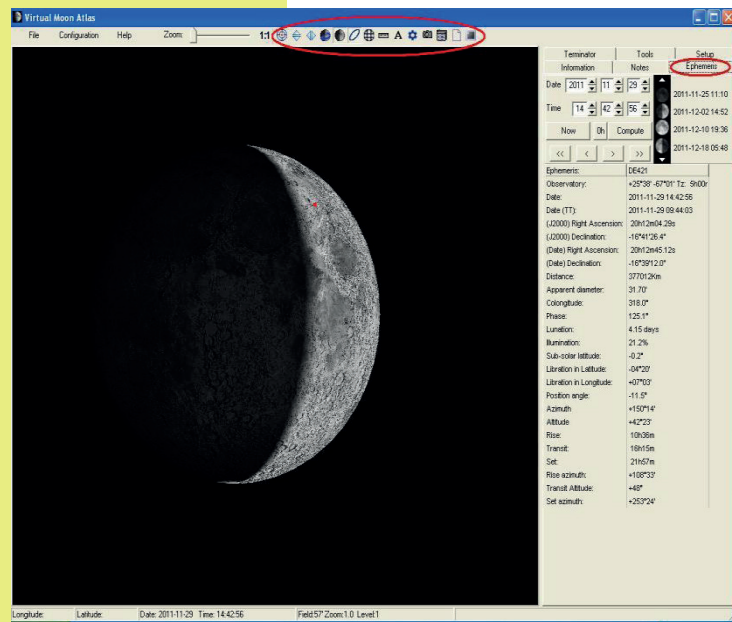 Virtual Moon Atlas
File Configuration Help Zoom: 1:1 A
Terminator Tools Setup
Information Notes Ephemeris
Date 2011 11 29
Time 14 42 56
Now 0h Compute
<< < > >>
2011-11-25 11:10
2011-12-02 14:52
2011-12-10 19:36
2011-12-18 05:48
Ephemeris: DE421
Observatory: +25°38' -67°01' Tz: 5h00r
Date: 2011-11-29 14:42:56
Date (TT): 2011-11-29 09:44:03
(J2000) Right Ascension: 20h12m04.29s
(J2000) Declination: -16°41'26.4"
(Date) Right Ascension: 20h12m45.12s
(Date) Declination: -16°39'12.0"
Distance: 377012Km
Apparent diameter: 31.70'
Colongitude: 318.0°
Phase: 125.1°
Lunation: 4.15 days
Illumination: 21.2%
Sub-solar latitude: -0.2°
Libration in Latitude: -04°20'
Libration in Longitude: +07°03'
Position angle: -11.5°
Azimuth +150°14'
Altitude +42°23'
Rise: 10h36m
Transit: 16h15m
Set: 21h57m
Rise azimuth: +108°33'
Transit Altitude: +48°
Set azimuth: +253°24'
Longitude: Latitude: Date: 2011-11-29 Time: 14:42:56 Field:57' Zoom:1.0 Level:1